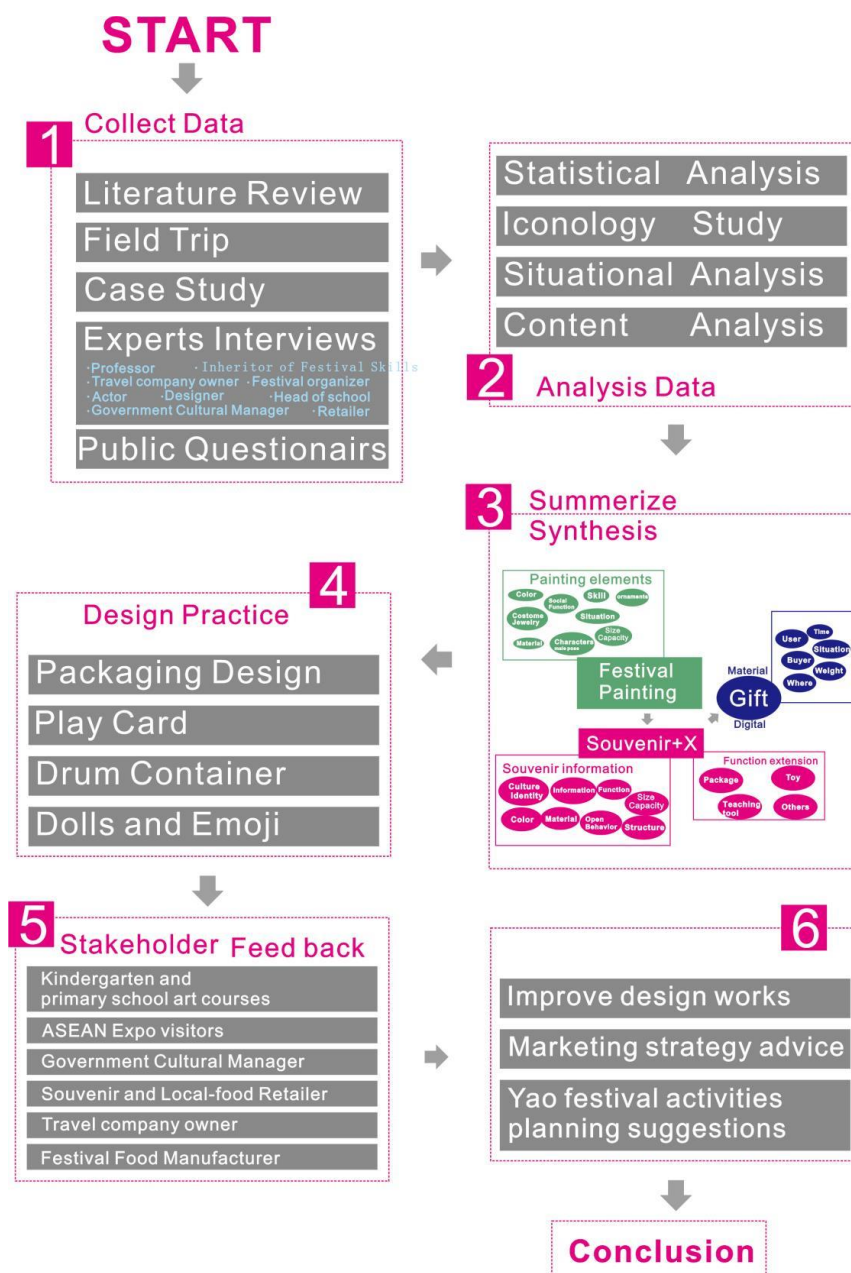 START
1
Collect Data
Literature Review
Field Trip
Case Study
Experts Interviews
·Professor ·Inheritor of Festival Skills
·Travel company owner ·Festival organizer
·Actor ·Designer ·Head of school
·Government Cultural Manager ·Retailer
Public Questionairs
Statistical Analysis
Iconology Study
Situational Analysis
Content Analysis
2
Analysis Data
3
Summerize
Synthesis
Painting elements
Color
Social
Function
Skill
ornaments
Costome
Jewelry
Situation
Material
Characters
main pose
Size
Capacity
Festival
Painting
Material
Gift
Digital
User
Time
Situation
Buyer
Weight
Where
Souvenir+X
Souvenir information
Culture
Identity
Information
Function
Size
Capacity
Color
Material
Open
Behavior
Structure
Function extension
Package
Toy
Teaching
tool
Others
4
Design Practice
Packaging Design
Play Card
Drum Container
Dolls and Emoji
5
Stakeholder Feed back
Kindergarten and
primary school art courses
ASEAN Expo visitors
Government Cultural Manager
Souvenir and Local-food Retailer
Travel company owner
Festival Food Manufacturer
6
Improve design works
Marketing strategy advice
Yao festival activities
planning suggestions
Conclusion